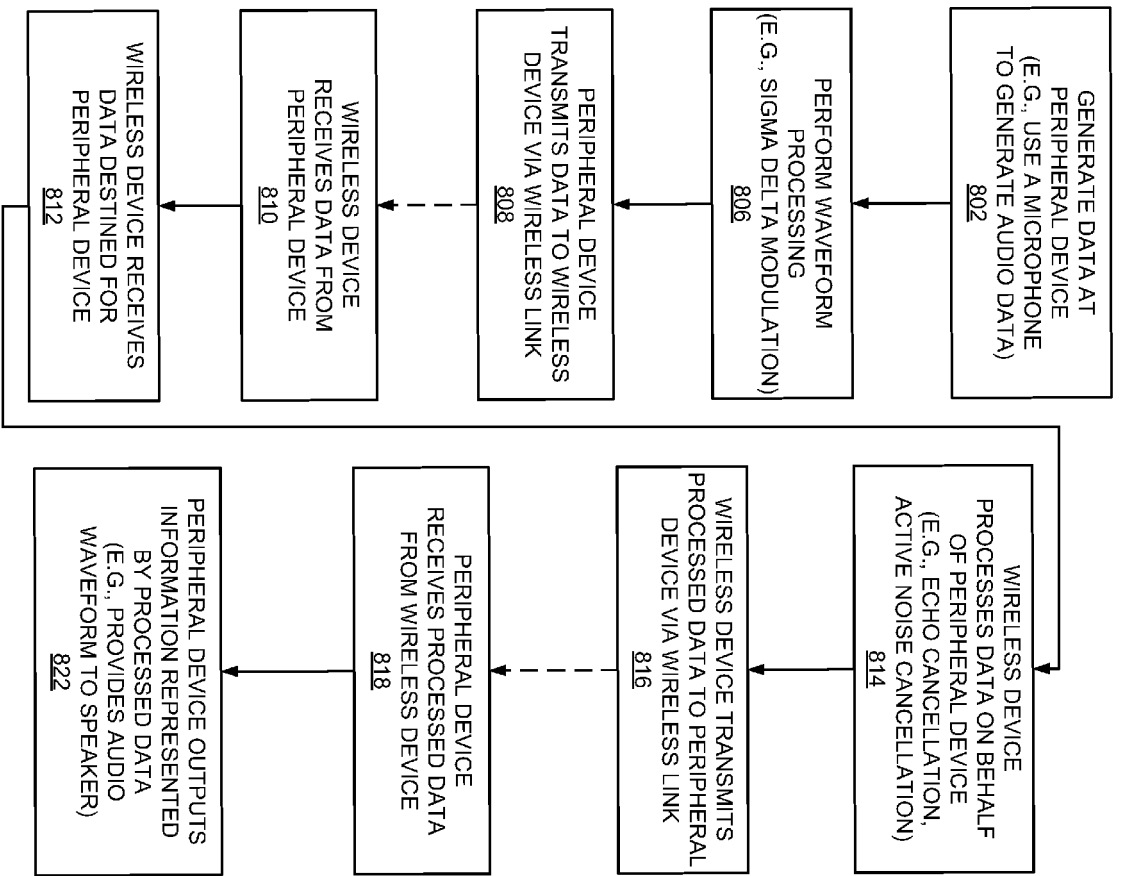 GENERATE DATA AT
PERIPHERAL DEVICE
(E.G., USE A MICROPHONE
TO GENERATE AUDIO DATA)
802
PERFORM WAVEFORM
PROCESSING
(E.G., SIGMA DELTA MODULATION)
806
PERIPHERAL DEVICE
TRANSMITS DATA TO WIRELESS
DEVICE VIA WIRELESS LINK
808
WIRELESS DEVICE
RECEIVES DATA FROM
PERIPHERAL DEVICE
810
WIRELESS DEVICE RECEIVES
DATA DESTINED FOR
PERIPHERAL DEVICE
812
WIRELESS DEVICE
PROCESSES DATA ON BEHALF
OF PERIPHERAL DEVICE
(E.G., ECHO CANCELLATION,
ACTIVE NOISE CANCELLATION)
814
WIRELESS DEVICE TRANSMITS
PROCESSED DATA TO PERIPHERAL
DEVICE VIA WIRELESS LINK
816
PERIPHERAL DEVICE
RECEIVES PROCESSED DATA
FROM WIRELESS DEVICE
818
PERIPHERAL DEVICE OUTPUTS
INFORMATION REPRESENTED
BY PROCESSED DATA
(E.G., PROVIDES AUDIO
WAVEFORM TO SPEAKER)
822